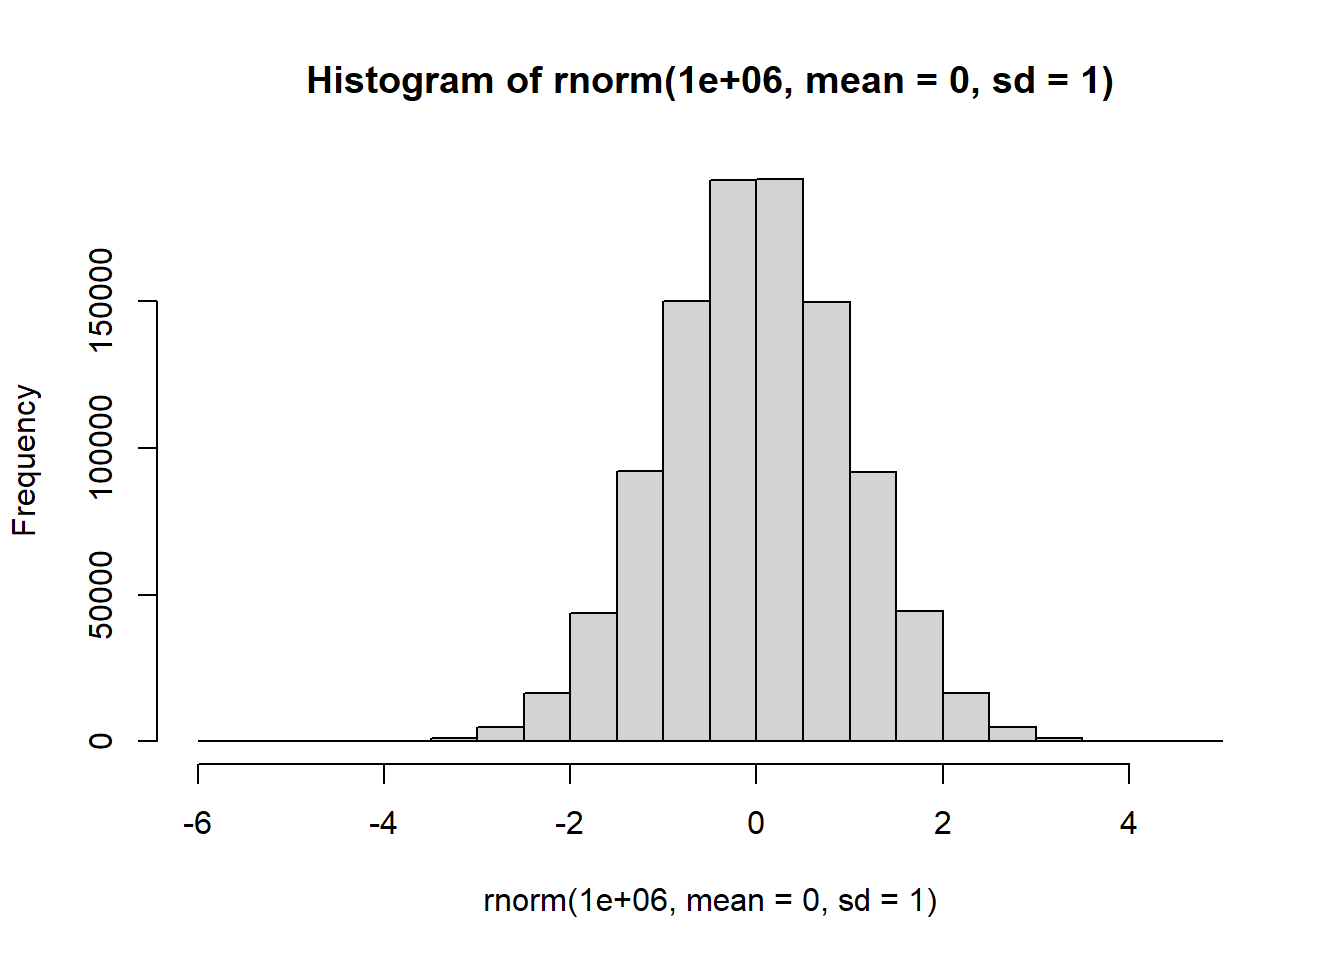 Histogram of rnorm(1e+06, mean = 0, sd = 1)
Frequency
150000
100000
50000
0
-6 -4 -2 0 2 4
rnorm(1e+06, mean = 0, sd = 1)